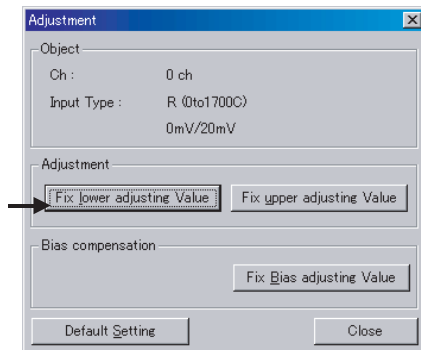 Adjustment
Object
Ch : 0 ch
Input Type : R (0to1700C)
0mV/20mV
Adjustment
Fix lower adjusting Value Fix upper adjusting Value
Bias compensation
Fix Bias adjusting Value
Default Setting Close